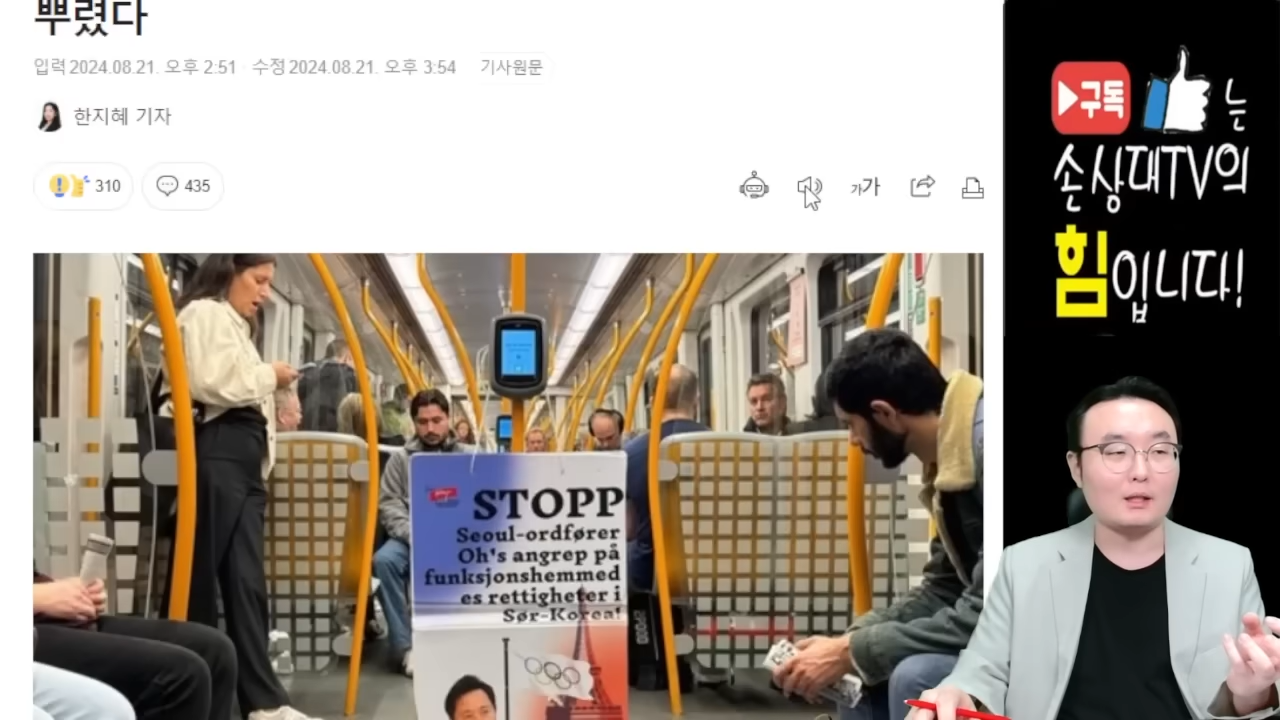 뿌렸다
입력 2024.08.21. 오후 2:51 · 수정 2024.08.21. 오후 3:54 기사원문
한지혜 기자
310 435
가가
구독 는
손상대TV의
힘입니다!
STOPP
Seoul-ordfører
Oh's angrep på
funksjonshemmed
es rettigheter i
Sør-Korea!